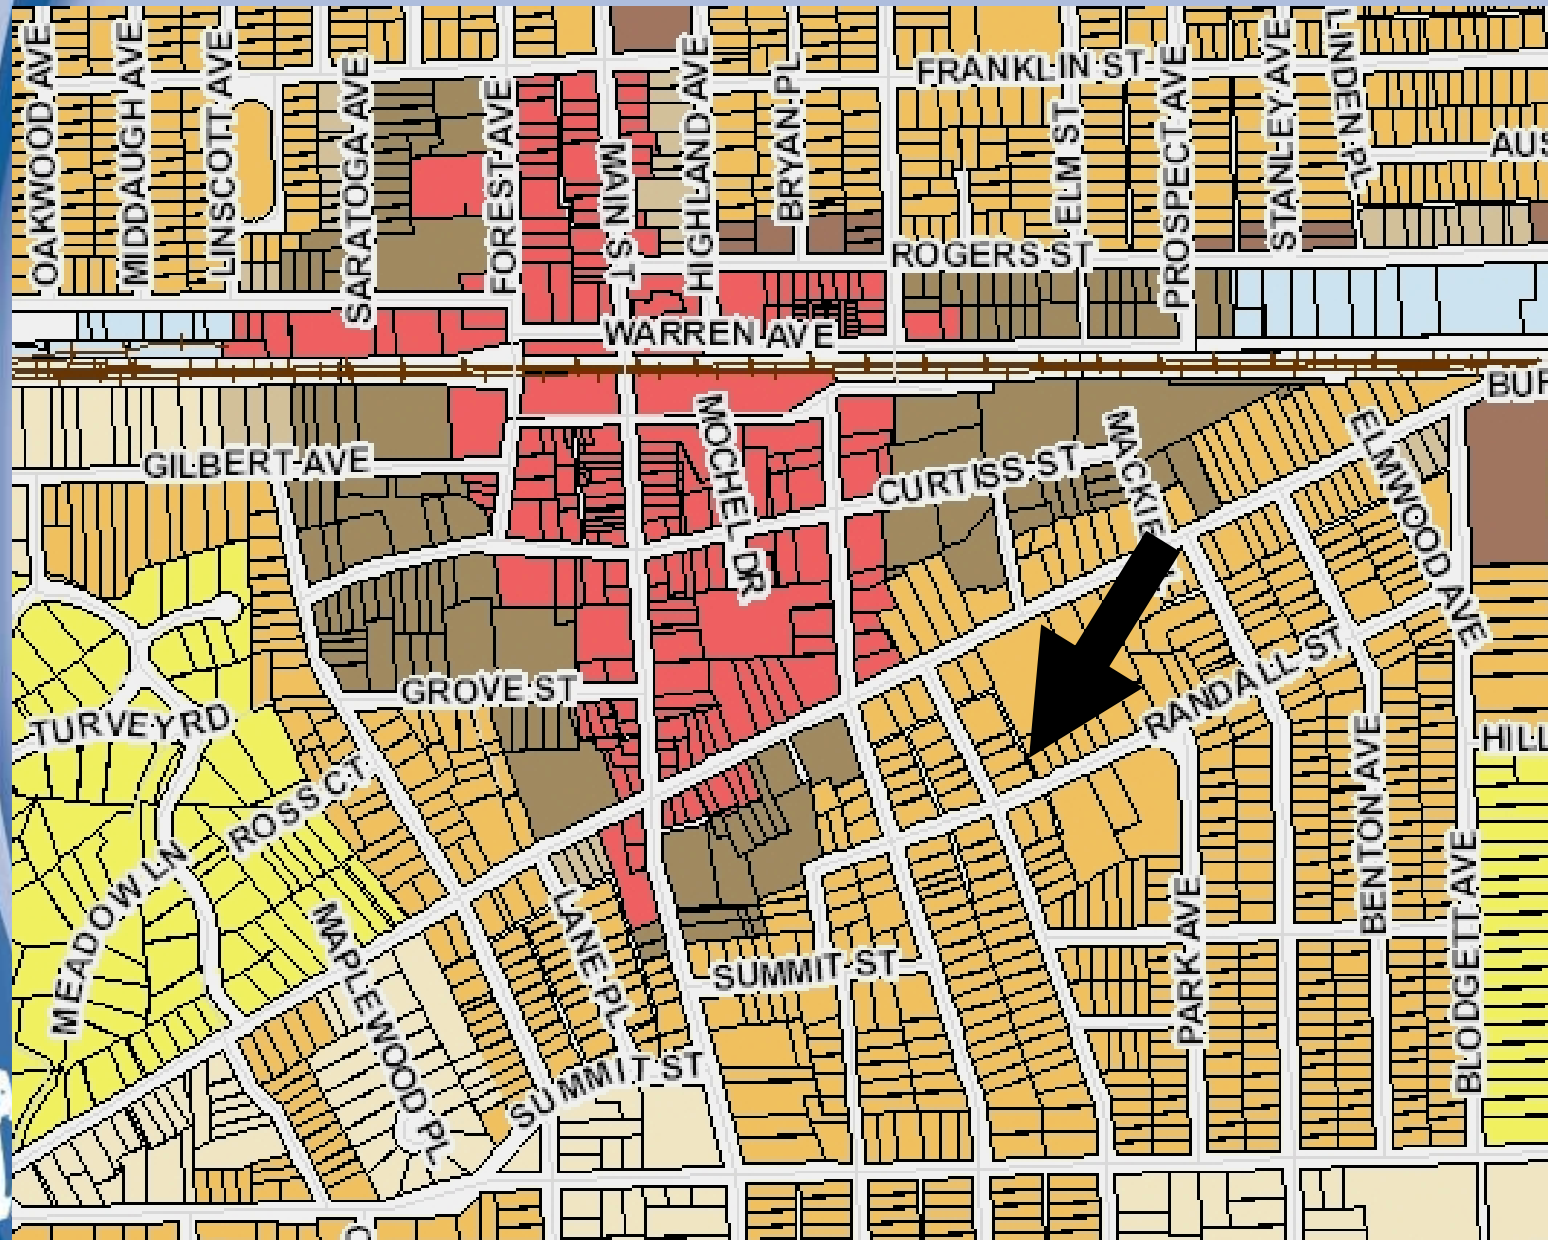 OAKWOOD AVE
MIDDAUGH AVE
LINSCOTT AVE
SARATOGA AVE
FOREST AVE
MAIN ST
HIGHLAND AVE
BRYAN PL
FRANKLIN ST
ELM ST
PROSPECT AVE
STANLEY AVE
LINDEN PL
AUS
ROGERS ST
WARREN AVE
BUR
GILBERT AVE
MOCHEL DR
CURTISS ST
MACKIE
ELMWOOD AVE
GROVE ST
TURVEY RD
ROSS CT
RANDALL ST
HILL
MEADOW LN
MAPLEWOOD PL
LANE PL
SUMMIT ST
SUMMIT ST
PARK AVE
BENTON AVE
BLODGETT AVE